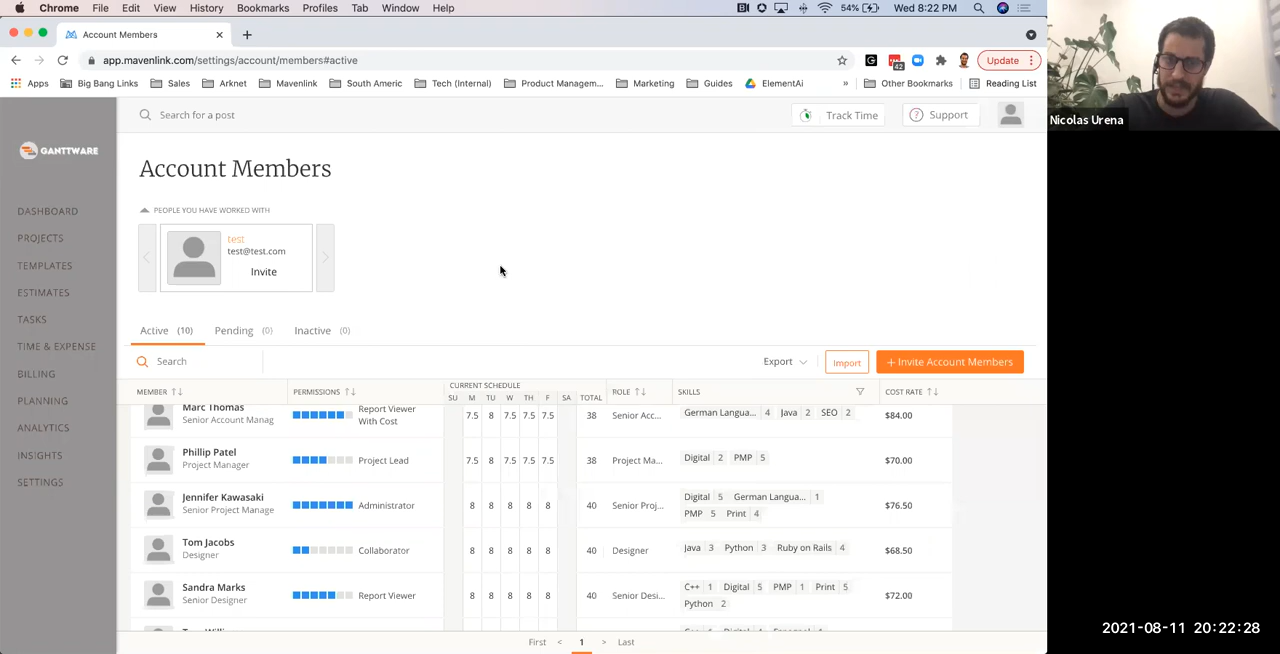 Chrome File Edit View History Bookmarks Profiles Tab Window Help 54% Wed 8:22 PM
Account Members
app.mavenlink.com/settings/account/members#active 42 Update
Apps Big Bang Links Sales Arknet Mavenlink South Americ Tech (internal) Product Managem... Marketing Guides ElementAi » Other Bookmarks Reading List
Search for a post Track Time Support
Nicolas Urena
GANTTWARE
DASHBOARD
PROJECTS
TEMPLATES
ESTIMATES
TASKS
TIME & EXPENSE
BILLING
PLANNING
ANALYTICS
INSIGHTS
SETTINGS
Account Members
PEOPLE YOU HAVE WORKED WITH
test
test@test.com
Invite
Active (10) Pending (0) Inactive (0)
Search Export Import + Invite Account Members
CURRENT SCHEDULE
MEMBER PERMISSIONS SU M TU W TH F SA TOTAL ROLE SKILLS COST RATE
Marc Thomas
Senior Account Manag
Report Viewer
With Cost
7.5 8 7.5 7.5 7.5 38 Senior Acc... German Langua... 4 Java 2 SEO 2 $84.00
Phillip Patel
Project Manager
Project Lead 7.5 8 7.5 7.5 7.5 38 Project Ma... Digital 2 PMP 5 $70.00
Jennifer Kawasaki
Senior Project Manage
Administrator 8 8 8 8 8 40 Senior Proj... Digital 5 German Langua... 1
PMP 5 Print 4
$76.50
Tom Jacobs
Designer
Collaborator 8 8 8 8 8 40 Designer Java 3 Python 3 Ruby on Rails 4 $68.50
Sandra Marks
Senior Designer
Report Viewer 8 8 8 8 8 40 Senior Desi... C++ 1 Digital 5 PMP 1 Print 5
Python 2
$72.00
First < 1 > Last
2021-08-11 20:22:28